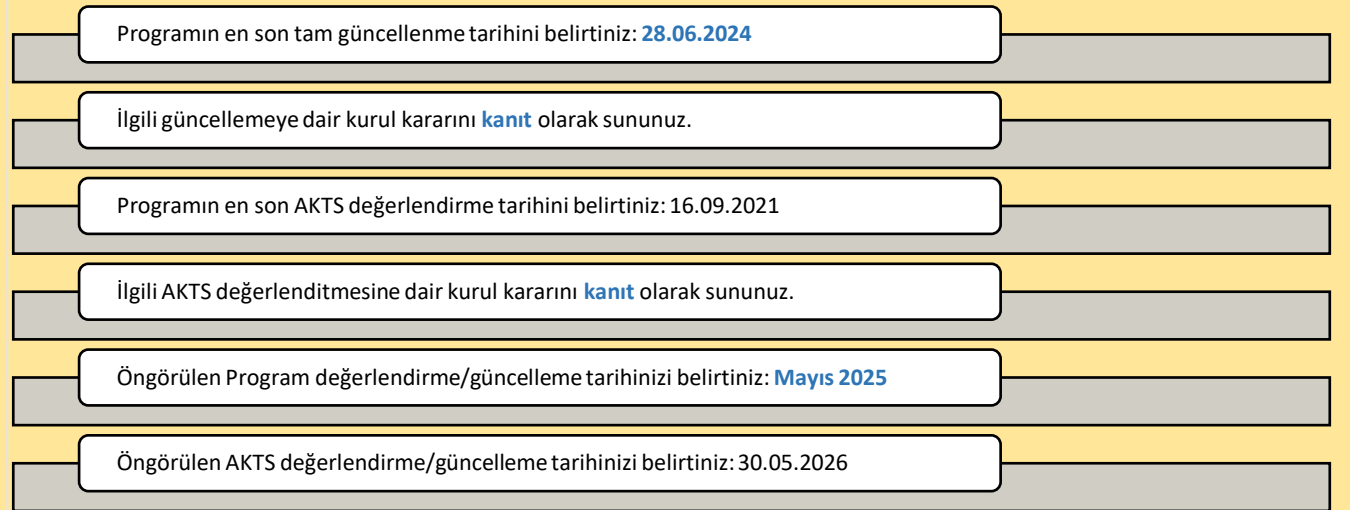 Programın en son tam güncellenme tarihini belirtiniz: 28.06.2024
İlgili güncellemeye dair kurul kararını kanıt olarak sununuz.
Programın en son AKTS değerlendirme tarihini belirtiniz: 16.09.2021
İlgili AKTS değerlenditmesine dair kurul kararını kanıt olarak sununuz.
Öngörülen Program değerlendirme/güncelleme tarihinizi belirtiniz: Mayıs 2025
Öngörülen AKTS değerlendirme/güncelleme tarihinizi belirtiniz: 30.05.2026